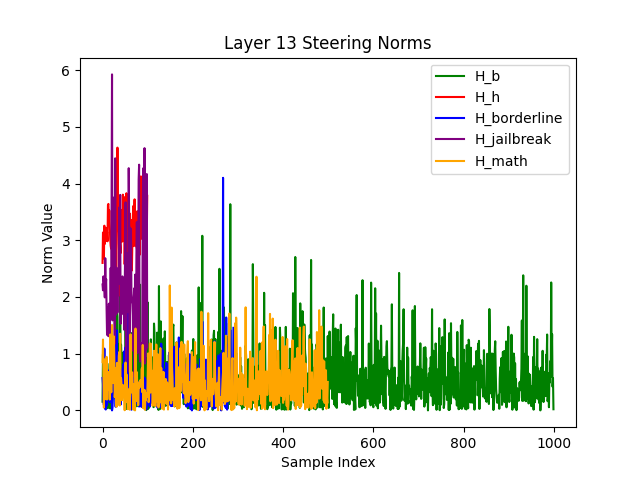 Layer 13 Steering Norms
Norm Value
6
5
4
3
2
1
0
H_b
H_h
H_borderline
H_jailbreak
H_math
0 200 400 600 800 1000
Sample Index